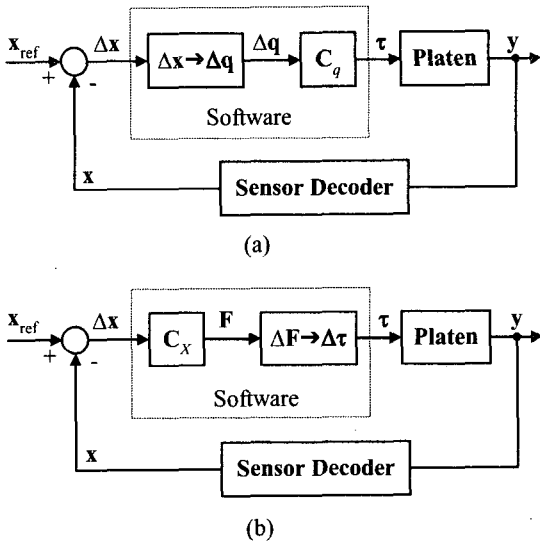 x_ref
+
-
Δx
Δx→Δq
Δq
C_q
τ
Platen
y
Software
x
Sensor Decoder
(a)
x_ref
+
-
Δx
C_X
F
ΔF→Δτ
τ
Platen
y
Software
x
Sensor Decoder
(b)